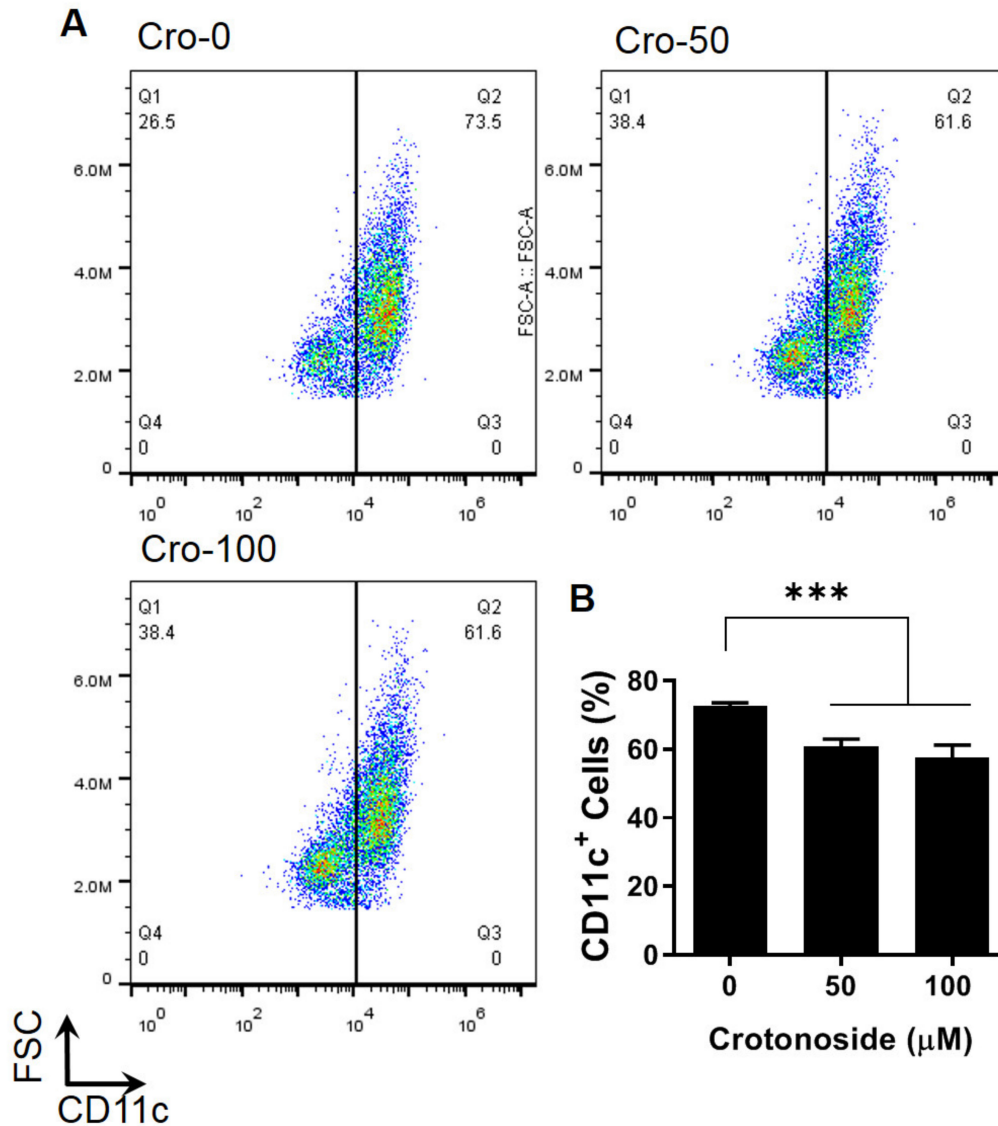 A
Cro-0
Q1
26.5
Q2
73.5
6.0M
4.0M
2.0M
0
Q4
0
Q3
0
10^0
10^2
10^4
10^6
Cro-50
Q1
38.4
Q2
61.6
FSC-A :: FSC-A
6.0M
4.0M
2.0M
0
Q4
0
Q3
0
10^0
10^2
10^4
10^6
Cro-100
Q1
38.4
Q2
61.6
6.0M
4.0M
2.0M
0
Q4
0
Q3
0
10^0
10^2
10^4
10^6
FSC
CD11c
B
***
CD11c⁺ Cells (%)
80
60
40
20
0
0
50
100
Crotonoside (μM)